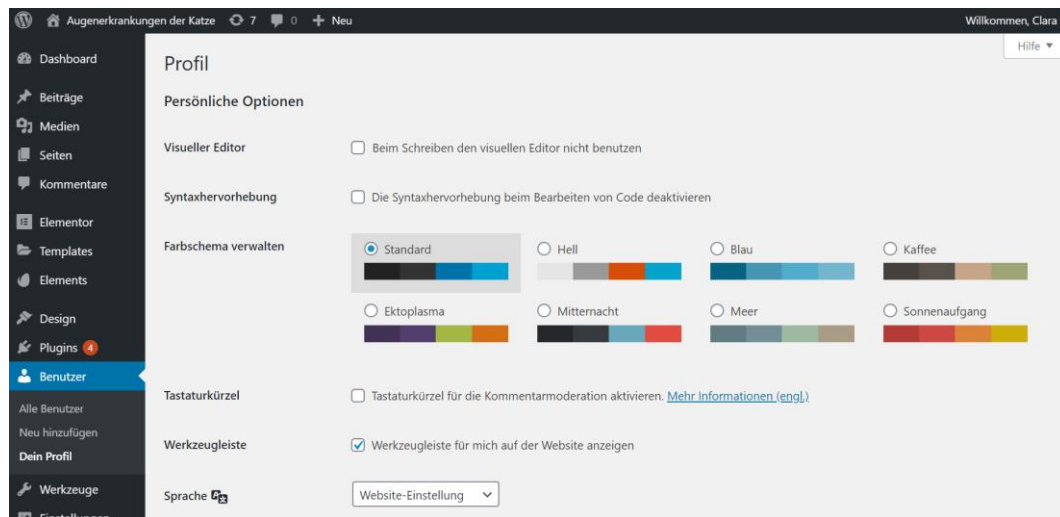 Augenerkrankungen der Katze 7 0 Neu Willkommen, Clara
Hilfe
Dashboard
Beiträge
Medien
Seiten
Kommentare
Elementor
Templates
Elements
Design
Plugins 4
Benutzer
Alle Benutzer
Neu hinzufügen
Dein Profil
Werkzeuge
Profil
Persönliche Optionen
Visueller Editor Beim Schreiben den visuellen Editor nicht benutzen
Syntaxhervorhebung Die Syntaxhervorhebung beim Bearbeiten von Code deaktivieren
Farbschema verwalten Standard Hell Blau Kaffee
Ektoplasma Mitternacht Meer Sonnenaufgang
Tastaturkürzel Tastaturkürzel für die Kommentarmoderation aktivieren. Mehr Informationen (engl.)
Werkzeugleiste Werkzeugleiste für mich auf der Website anzeigen
Sprache Website-Einstellung